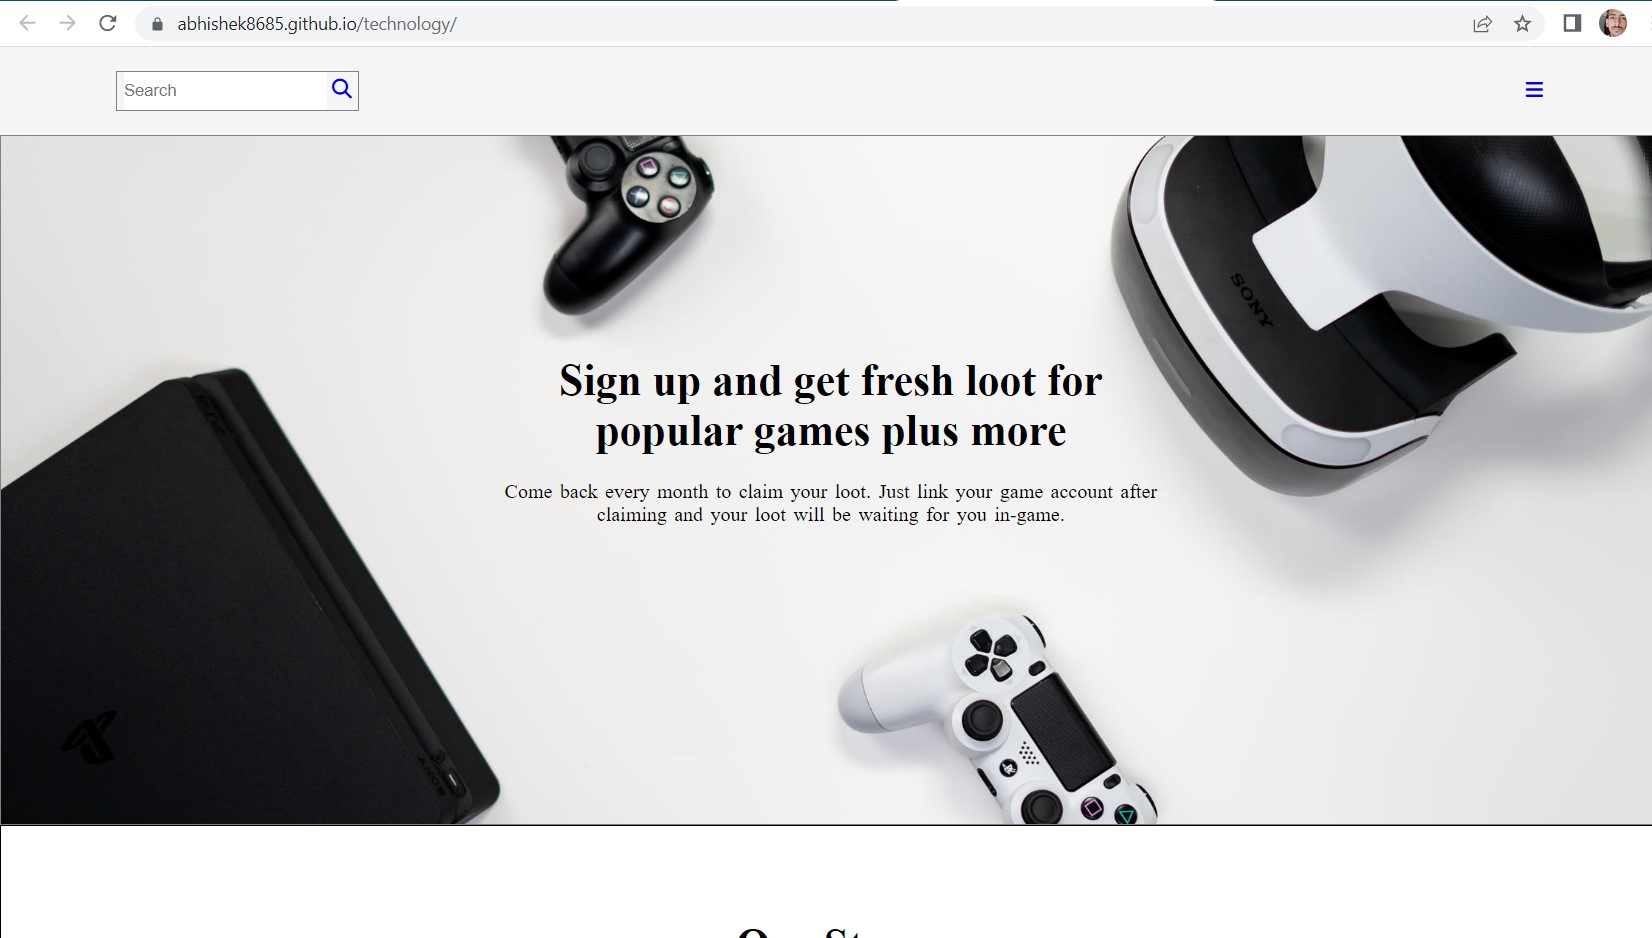 abhishek8685.github.io/technology/
Search
SONY
Sign up and get fresh loot for
popular games plus more
Come back every month to claim your loot. Just link your game account after
claiming and your loot will be waiting for you in-game.
SONY